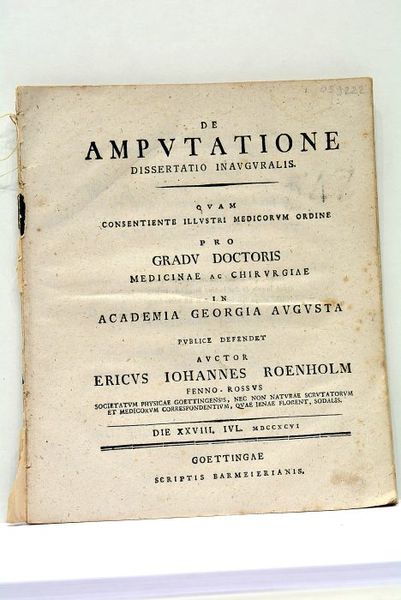 059222
DE
AMPVTATIONE
DISSERTATIO INAVGVRALIS.
QVAM
CONSENTIENTE ILLVSTRI MEDICORVM ORDINE
PRO
GRADV DOCTORIS
MEDICINAE AC CHIRVRGIAE
IN
ACADEMIA GEORGIA AVGVSTA
PVBLICE DEFENDET
AVCTOR
ERICVS IOHANNES ROENHOLM
FENNO-ROSSVS
SOCIETATVM PHYSICAE GOETTINGENSIS, NEC NON NATVRAE SCRVTATORVM
ET MEDICORVM CORRESPONDENTIVM, QVAE IENAE FLORENT, SODALIS.
DIE XXVIII. IVL. MDCCXCVI
GOETTINGAE
SCRIPTIS BARMEIERIANIS.